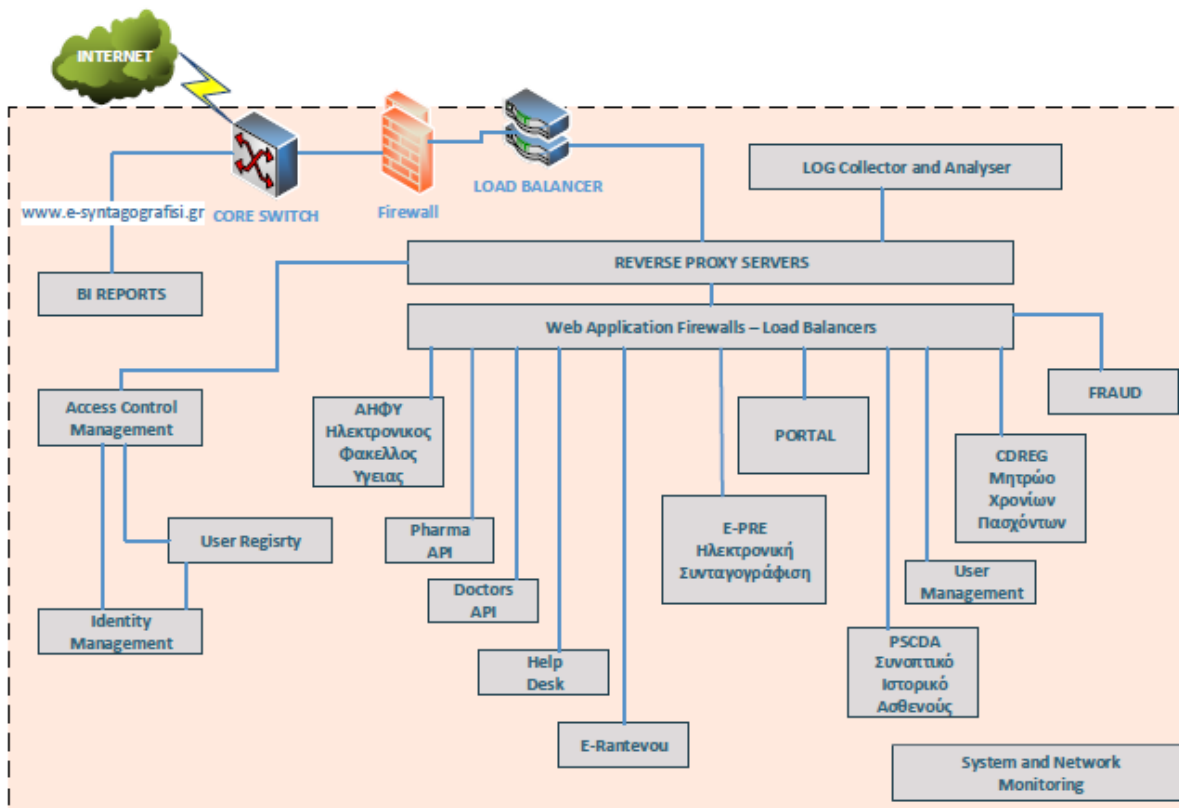 INTERNET
LOAD BALANCER
LOG Collector and Analyser
www.e-syntagografisi.gr
CORE SWITCH
Firewall
REVERSE PROXY SERVERS
BI REPORTS
Web Application Firewalls – Load Balancers
FRAUD
Access Control
Management
ΑΗΦΥ
Ηλεκτρονικος
Φακελλος
Υγειας
PORTAL
CDREG
Μητρώο
Χρονίων
Πασχόντων
Pharma
API
E-PRE
Ηλεκτρονική
Συνταγογράφιση
User Regisrty
Doctors
API
User
Management
Identity
Management
Help
Desk
PSCDA
Συνοπτικό
Ιστορικό
Ασθενούς
E-Rantevou
System and Network
Monitoring